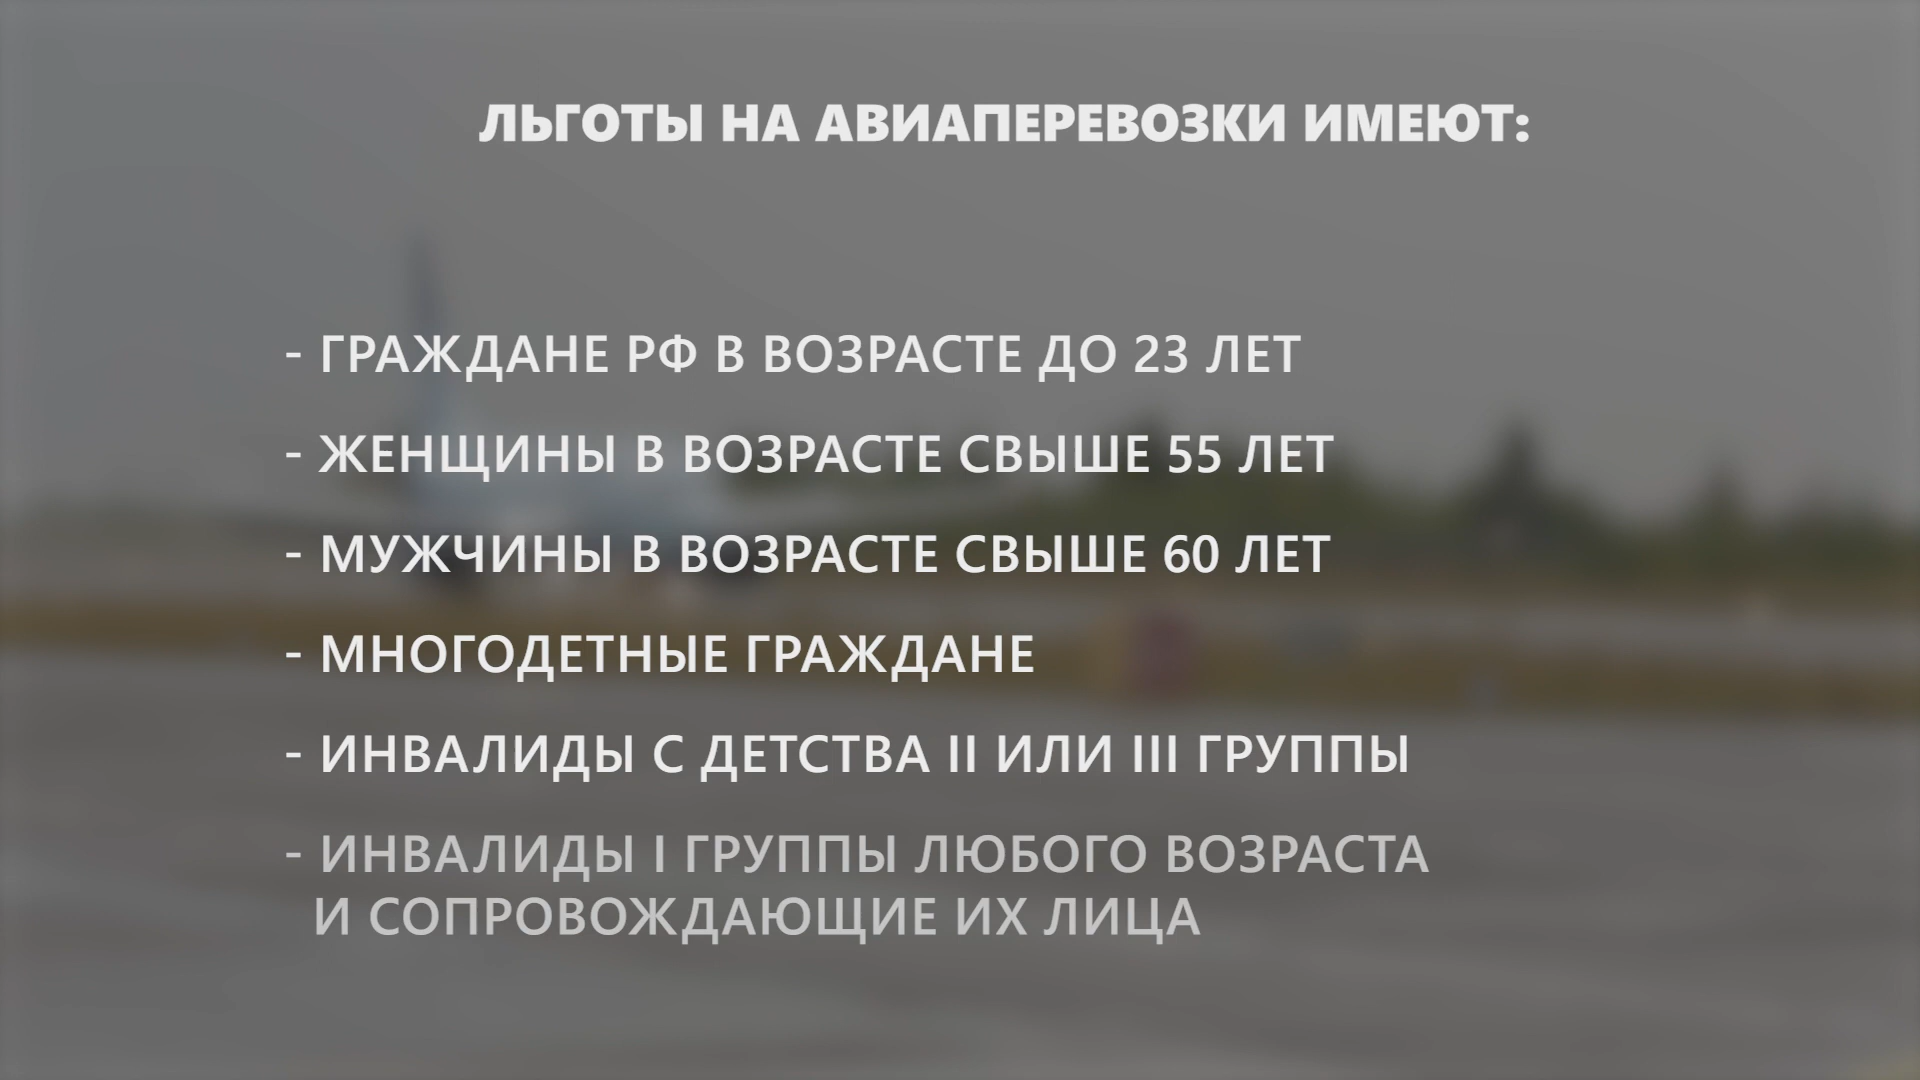 ЛЬГОТЫ НА АВИАПЕРЕВОЗКИ ИМЕЮТ:
- ГРАЖДАНЕ РФ В ВОЗРАСТЕ ДО 23 ЛЕТ
- ЖЕНЩИНЫ В ВОЗРАСТЕ СВЫШЕ 55 ЛЕТ
- МУЖЧИНЫ В ВОЗРАСТЕ СВЫШЕ 60 ЛЕТ
- МНОГОДЕТНЫЕ ГРАЖДАНЕ
- ИНВАЛИДЫ С ДЕТСТВА II ИЛИ III ГРУППЫ
- ИНВАЛИДЫ I ГРУППЫ ЛЮБОГО ВОЗРАСТА
И СОПРОВОЖДАЮЩИЕ ИХ ЛИЦА